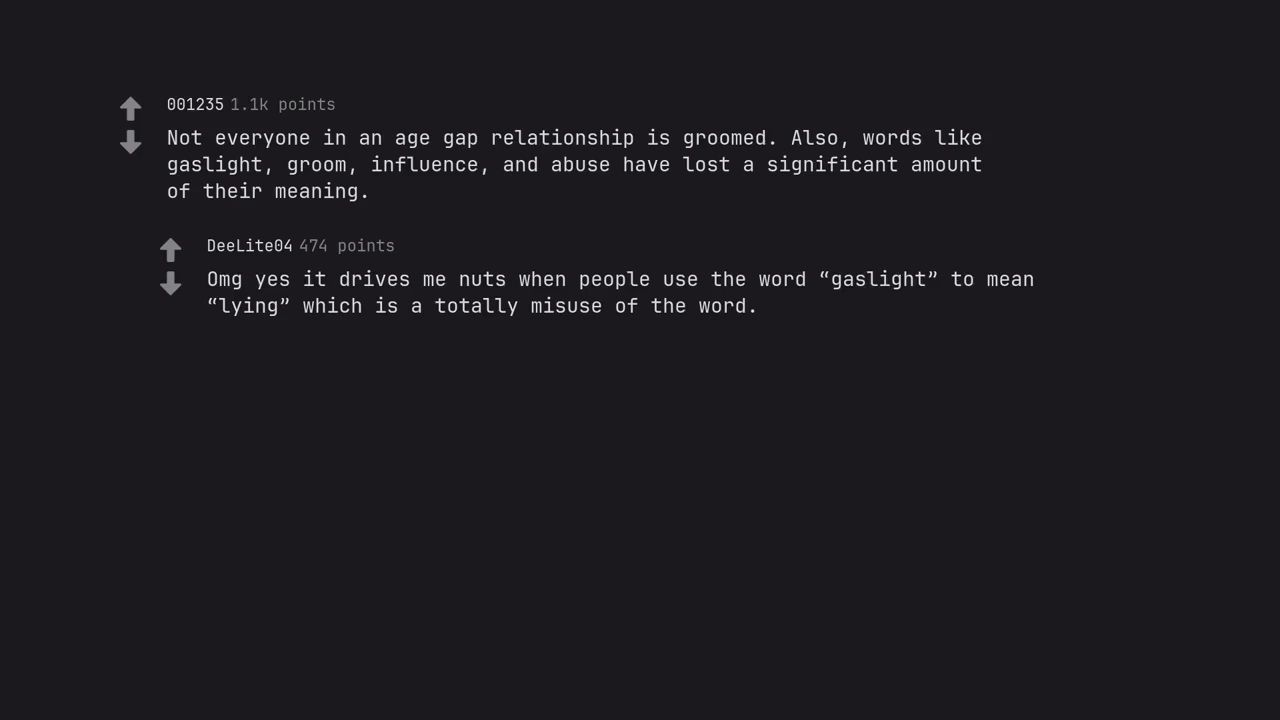 001235 1.1k points
Not everyone in an age gap relationship is groomed. Also, words like
gaslight, groom, influence, and abuse have lost a significant amount
of their meaning.
DeeLite04 474 points
Omg yes it drives me nuts when people use the word “gaslight” to mean
“lying” which is a totally misuse of the word.